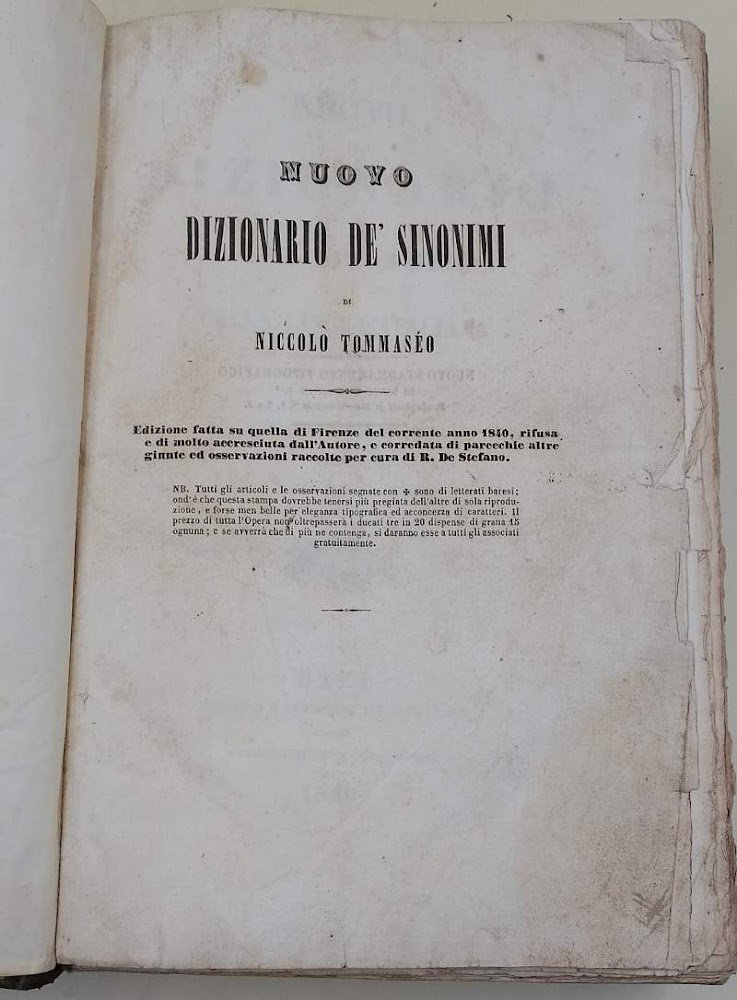 NUOVO
DIZIONARIO DE' SINONIMI
DI
NICCOLÒ TOMMASÉO
Edizione fatta su quella di Firenze del corrente anno 1840, rifusa
e di molto accresciuta dall'Autore, e corredata di parecchie altre
giunte ed osservazioni raccolte per cura di R. De Stefano.
NB. Tutti gli articoli e le osservazioni segnate con ✠ sono di letterati baresi;
ond'è che questa stampa dovrebbe tenersi più pregiata dell'altre di sola riprodu-
zione, e forse men belle per eleganza tipografica ed acconcezza di caratteri. Il
prezzo di tutta l'Opera non oltrepasserà i ducati tre in 20 dispense di grana 15
ognuna; e se avverrà che di più ne contenga, si daranno esse a tutti gli associati
gratuitamente.